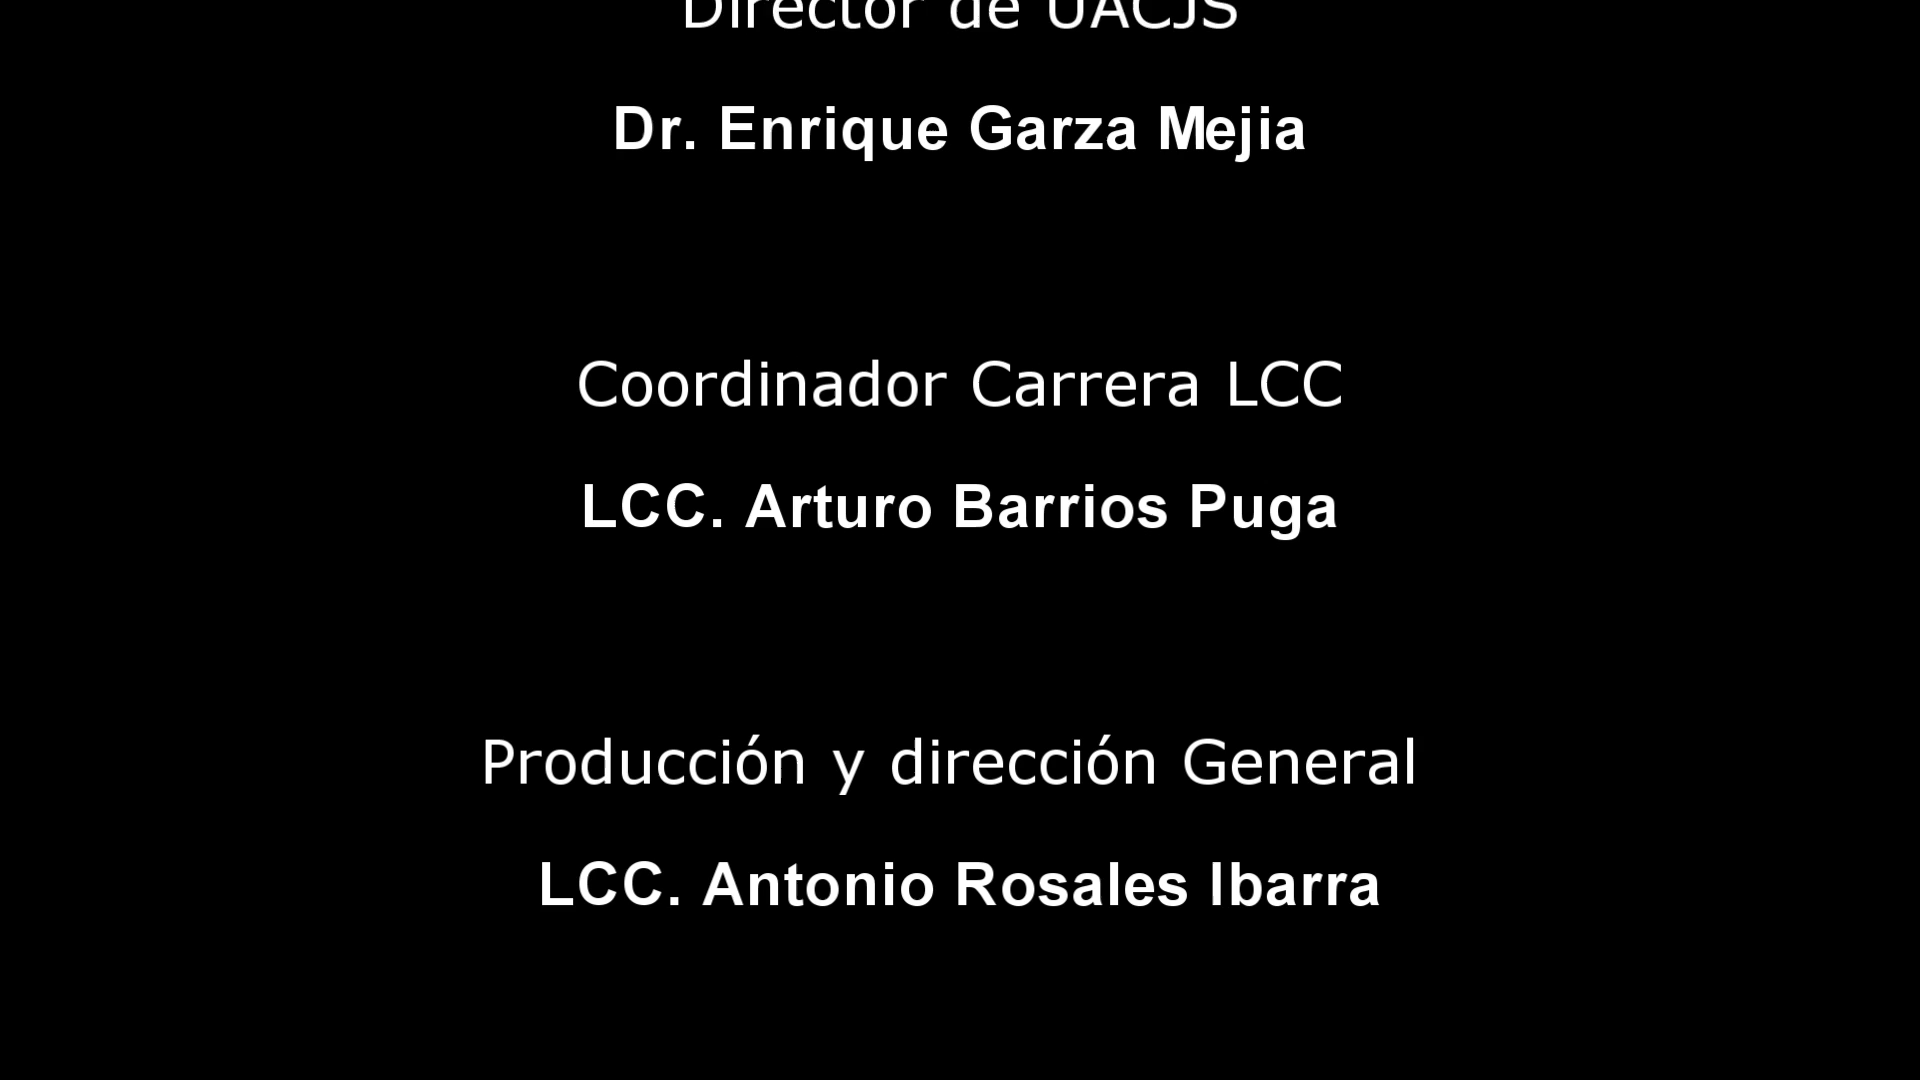 Director de UACJS
Dr. Enrique Garza Mejia
Coordinador Carrera LCC
LCC. Arturo Barrios Puga
Producción y dirección General
LCC. Antonio Rosales Ibarra